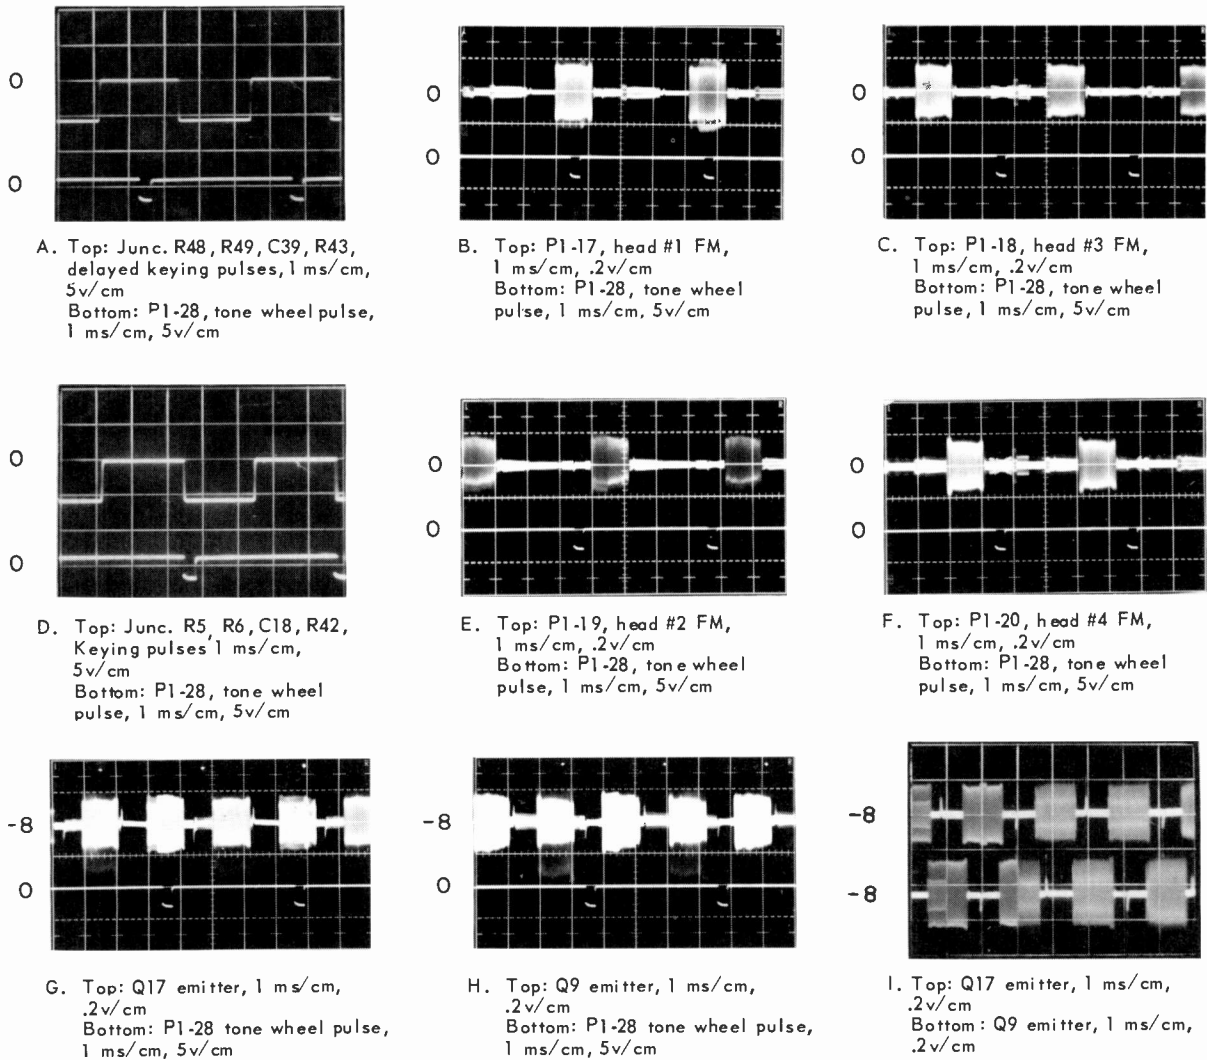 0
0
A. Top: Junc. R48, R49, C39, R43,
delayed keying pulses, 1 ms/cm,
5v/cm
Bottom: P1-28, tone wheel pulse,
1 ms/cm, 5v/cm
0
0
B. Top: P1-17, head #1 FM,
1 ms/cm, .2v/cm
Bottom: P1-28, tone wheel
pulse, 1 ms/cm, 5v/cm
0
0
C. Top: P1-18, head #3 FM,
1 ms/cm, .2v/cm
Bottom: P1-28, tone wheel
pulse, 1 ms/cm, 5v/cm
0
0
D. Top: Junc. R5, R6, C18, R42,
Keying pulses 1 ms/cm,
5v/cm
Bottom: P1-28, tone wheel
pulse, 1 ms/cm, 5v/cm
0
0
E. Top: P1-19, head #2 FM,
1 ms/cm, .2v/cm
Bottom: P1-28, tone wheel
pulse, 1 ms/cm, 5v/cm
0
0
F. Top: P1-20, head #4 FM,
1 ms/cm, .2v/cm
Bottom: P1-28, tone wheel
pulse, 1 ms/cm, 5v/cm
-8
0
G. Top: Q17 emitter, 1 ms/cm,
.2v/cm
Bottom: P1-28 tone wheel pulse,
1 ms/cm, 5v/cm
-8
0
H. Top: Q9 emitter, 1 ms/cm,
.2v/cm
Bottom: P1-28 tone wheel pulse,
1 ms/cm, 5v/cm
-8
-8
I. Top: Q17 emitter, 1 ms/cm,
.2v/cm
Bottom: Q9 emitter, 1 ms/cm,
.2v/cm